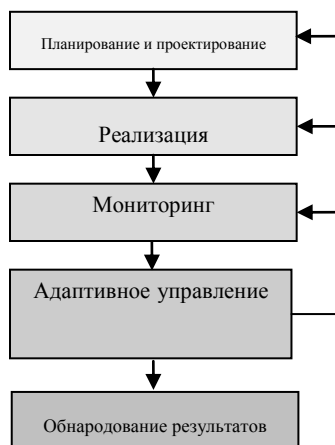 Планирование и проектирование
Реализация
Мониторинг
Адаптивное управление
Обнародование результатов